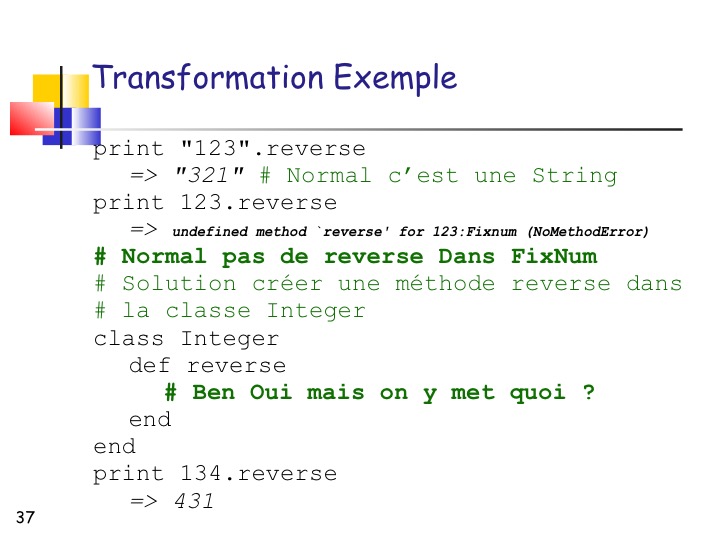 Transformation Exemple
print "123".reverse
=> "321" # Normal c’est une String
print 123.reverse
=> undefined method `reverse' for 123:Fixnum (NoMethodError)
# Normal pas de reverse Dans FixNum
# Solution créer une méthode reverse dans
# la classe Integer
class Integer
def reverse
# Ben Oui mais on y met quoi ?
end
end
print 134.reverse
=> 431
37